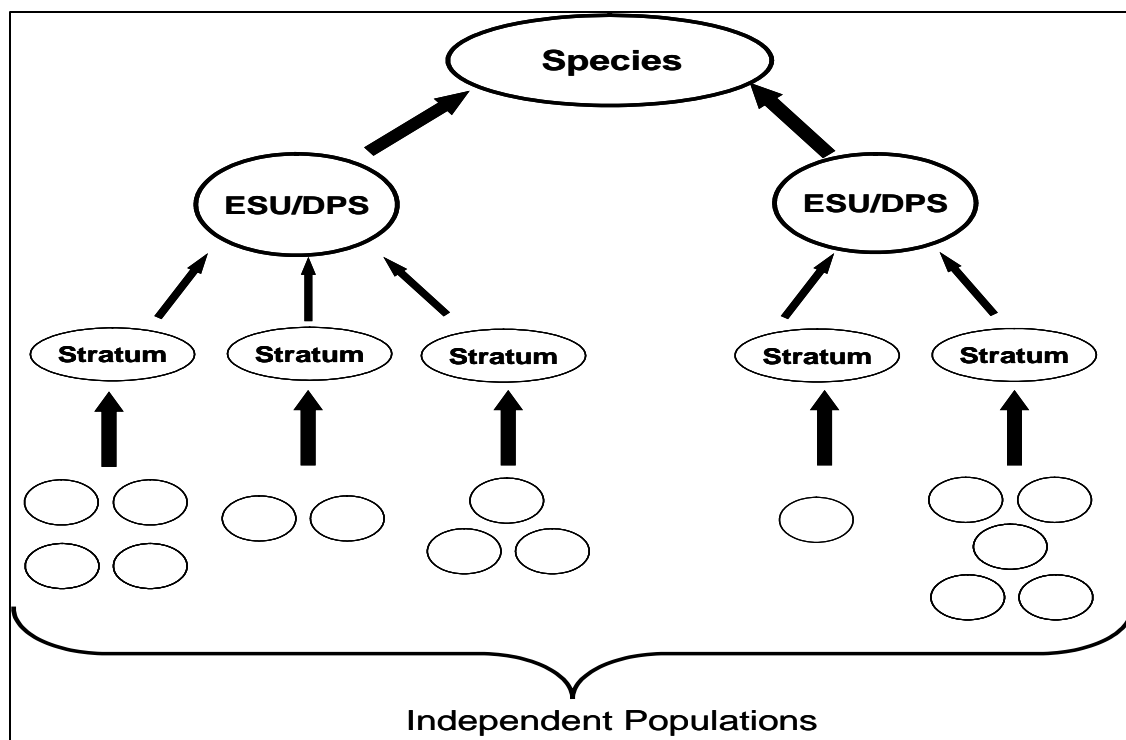 Species
ESU/DPS
ESU/DPS
Stratum
Stratum
Stratum
Stratum
Stratum
Independent Populations